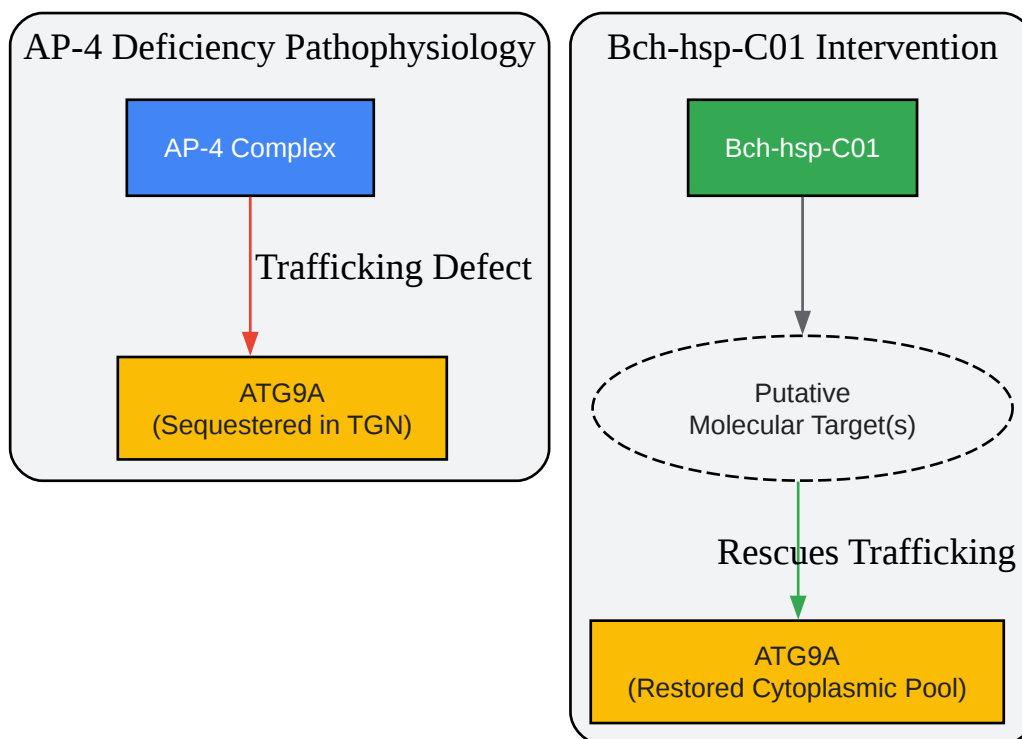 AP-4 Deficiency Pathophysiology
AP-4 Complex
Trafficking Defect
ATG9A
(Sequestered in TGN)
Bch-hsp-C01 Intervention
Bch-hsp-C01
Putative
Molecular Target(s)
Rescues Trafficking
ATG9A
(Restored Cytoplasmic Pool)